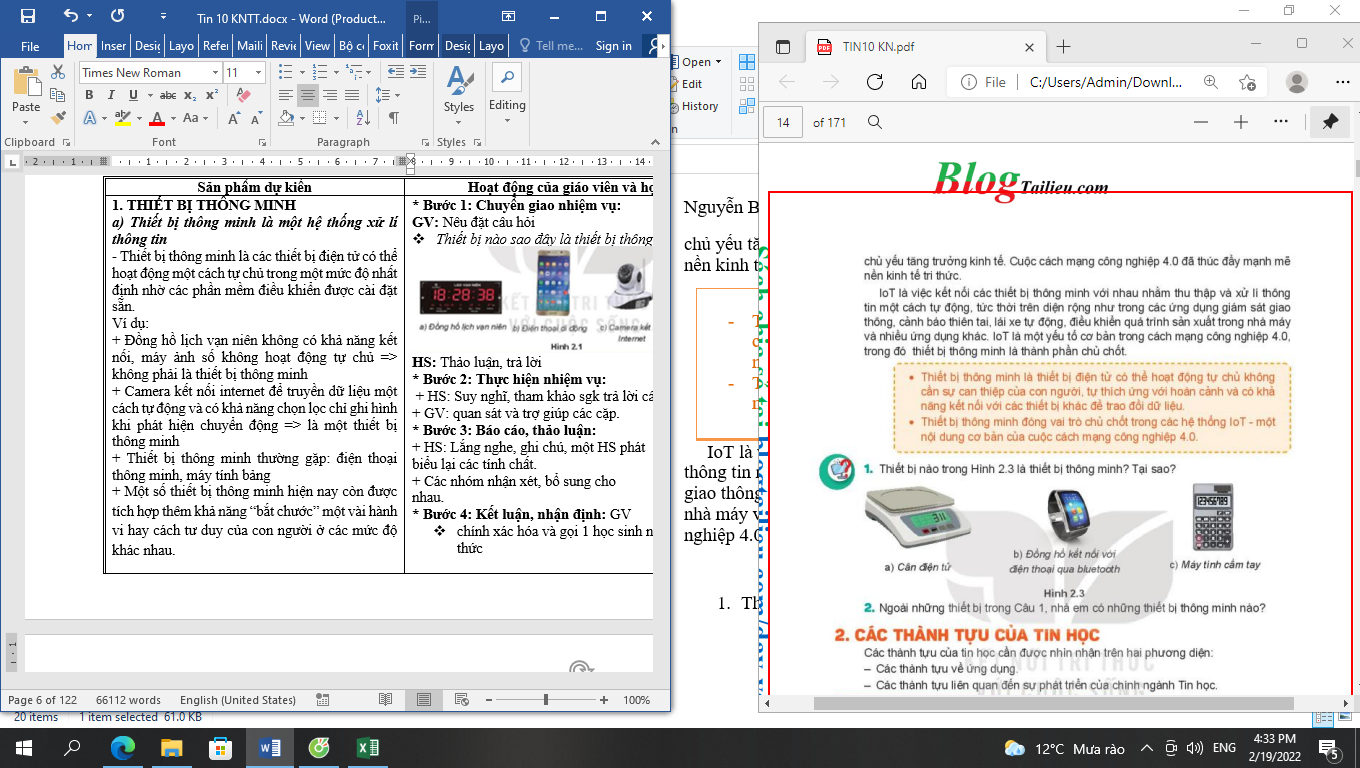 Tin 10 KNTT.docx - Word (Product...
Pi...
File
Hom
Inser
Desig
Layo
Refer
Maili
Revie
View
Bộ cô
Foxit
Form
Desig
Layo
Tell me...
Sign in
Times New Roman
11
Paste
Styles
Editing
Clipboard
Font
Paragraph
Styles
Sản phẩm dự kiến
1. THIẾT BỊ THÔNG MINH
a) Thiết bị thông minh là một hệ thống xử lí
thông tin
- Thiết bị thông minh là các thiết bị điện tử có thể
hoạt động một cách tự chủ trong một mức độ nhất
định nhờ các phần mềm điều khiển được cài đặt
sẵn.
Ví dụ:
+ Đồng hồ lịch vạn niên không có khả năng kết
nối, máy ảnh số không hoạt động tự chủ =>
không phải là thiết bị thông minh
+ Camera kết nối internet để truyền dữ liệu một
cách tự động và có khả năng chọn lọc chỉ ghi hình
khi phát hiện chuyển động => là một thiết bị
thông minh
+ Thiết bị thông minh thường gặp: điện thoại
thông minh, máy tính bảng
+ Một số thiết bị thông minh hiện nay còn được
tích hợp thêm khả năng “bắt chước” một vài hành
vi hay cách tư duy của con người ở các mức độ
khác nhau.
Hoạt động của giáo viên và họ
* Bước 1: Chuyển giao nhiệm vụ:
GV: Nêu đặt câu hỏi
❖ Thiết bị nào sao đây là thiết bị thông
18:28:38
a) Đồng hồ lịch vạn niên b) Điện thoại di động c) Camera kết
Internet
Hình 2.1
HS: Thảo luận, trả lời
* Bước 2: Thực hiện nhiệm vụ:
+ HS: Suy nghĩ, tham khảo sgk trả lời câ
+ GV: quan sát và trợ giúp các cặp.
* Bước 3: Báo cáo, thảo luận:
+ HS: Lắng nghe, ghi chú, một HS phát
biểu lại các tính chất.
+ Các nhóm nhận xét, bổ sung cho
nhau.
* Bước 4: Kết luận, nhận định: GV
❖ chính xác hóa và gọi 1 học sinh n
thức
Page 6 of 122
66112 words
English (United States)
100%
20 items
1 item selected 61.0 KB
Open
Edit
History
Nguyễn B
chủ yếu tă
nền kinh t
IoT là
thông tin
giao thông
nhà máy v
nghiệp 4.0
1. Th
TIN10 KN.pdf
File
C:/Users/Admin/Downl...
14
of 171
Blog Tailieu.com
chủ yếu tăng trưởng kinh tế. Cuộc cách mạng công nghiệp 4.0 đã thúc đẩy mạnh mẽ
nền kinh tế tri thức.
IoT là việc kết nối các thiết bị thông minh với nhau nhằm thu thập và xử lí thông
tin một cách tự động, tức thời trên diện rộng như trong các ứng dụng giám sát giao
thông, cảnh báo thiên tai, lái xe tự động, điều khiển quá trình sản xuất trong nhà máy
và nhiều ứng dụng khác. IoT là một yếu tố cơ bản trong cách mạng công nghiệp 4.0,
trong đó thiết bị thông minh là thành phần chủ chốt.
• Thiết bị thông minh là thiết bị điện tử có thể hoạt động tự chủ không
cần sự can thiệp của con người, tự thích ứng với hoàn cảnh và có khả
năng kết nối với các thiết bị khác để trao đổi dữ liệu.
• Thiết bị thông minh đóng vai trò chủ chốt trong các hệ thống IoT - một
nội dung cơ bản của cuộc cách mạng công nghiệp 4.0.
1. Thiết bị nào trong Hình 2.3 là thiết bị thông minh? Tại sao?
a) Cân điện tử
b) Đồng hồ kết nối với
điện thoại qua bluetooth
c) Máy tính cầm tay
Hình 2.3
2. Ngoài những thiết bị trong Câu 1, nhà em có những thiết bị thông minh nào?
2. CÁC THÀNH TỰU CỦA TIN HỌC
Các thành tựu của tin học cần được nhìn nhận trên hai phương diện:
– Các thành tựu về ứng dụng.
– Các thành tựu liên quan đến sự phát triển của chính ngành Tin học.
12°C Mưa rào
ENG
4:33 PM
2/19/2022
5